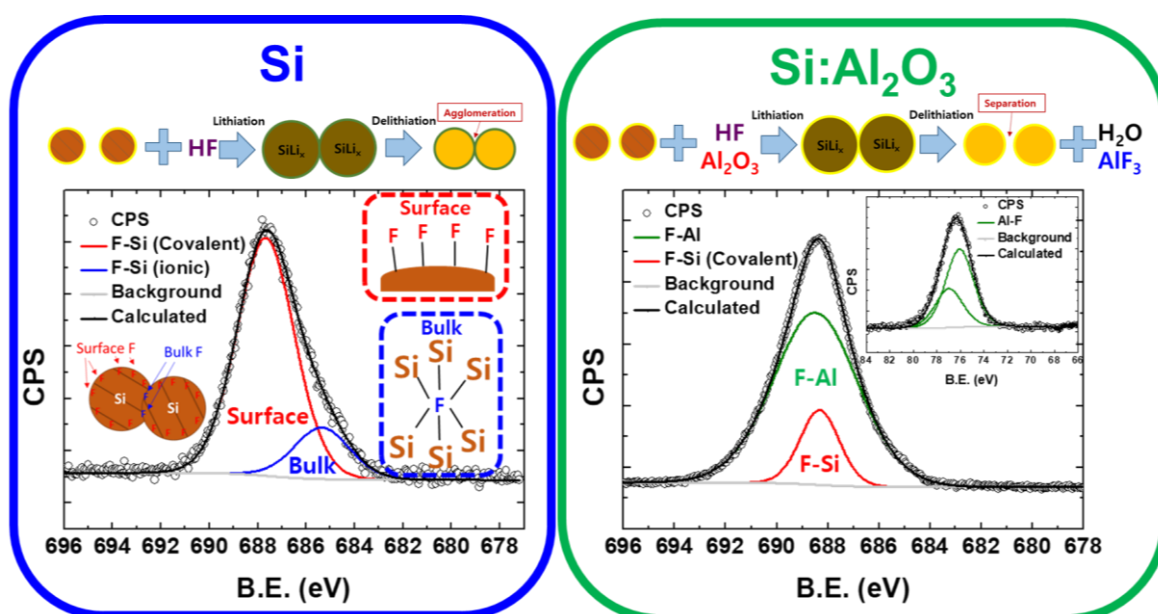 Si
Lithiation
Delithiation
Agglomeration
HF
SiLiₓ
SiLiₓ
CPS
F-Si (Covalent)
F-Si (ionic)
Background
Calculated
Surface F
Bulk F
Si
Si
F
F
F
F
F
F
Surface
F
F
F
F
Bulk
Si
Si
Si
F
Si
Si
Si
Surface
Bulk
CPS
696 694 692 690 688 686 684 682 680 678
B.E. (eV)
Si:Al₂O₃
Lithiation
Delithiation
Separation
HF
Al₂O₃
SiLiₓ
SiLiₓ
H₂O
AlF₃
CPS
F-Al
F-Si (Covalent)
Background
Calculated
CPS
Al-F
Background
Calculated
CPS
84 82 80 78 76 74 72 70 68 66
B.E. (eV)
F-Al
F-Si
CPS
696 694 692 690 688 686 684 682 680 678
B.E. (eV)